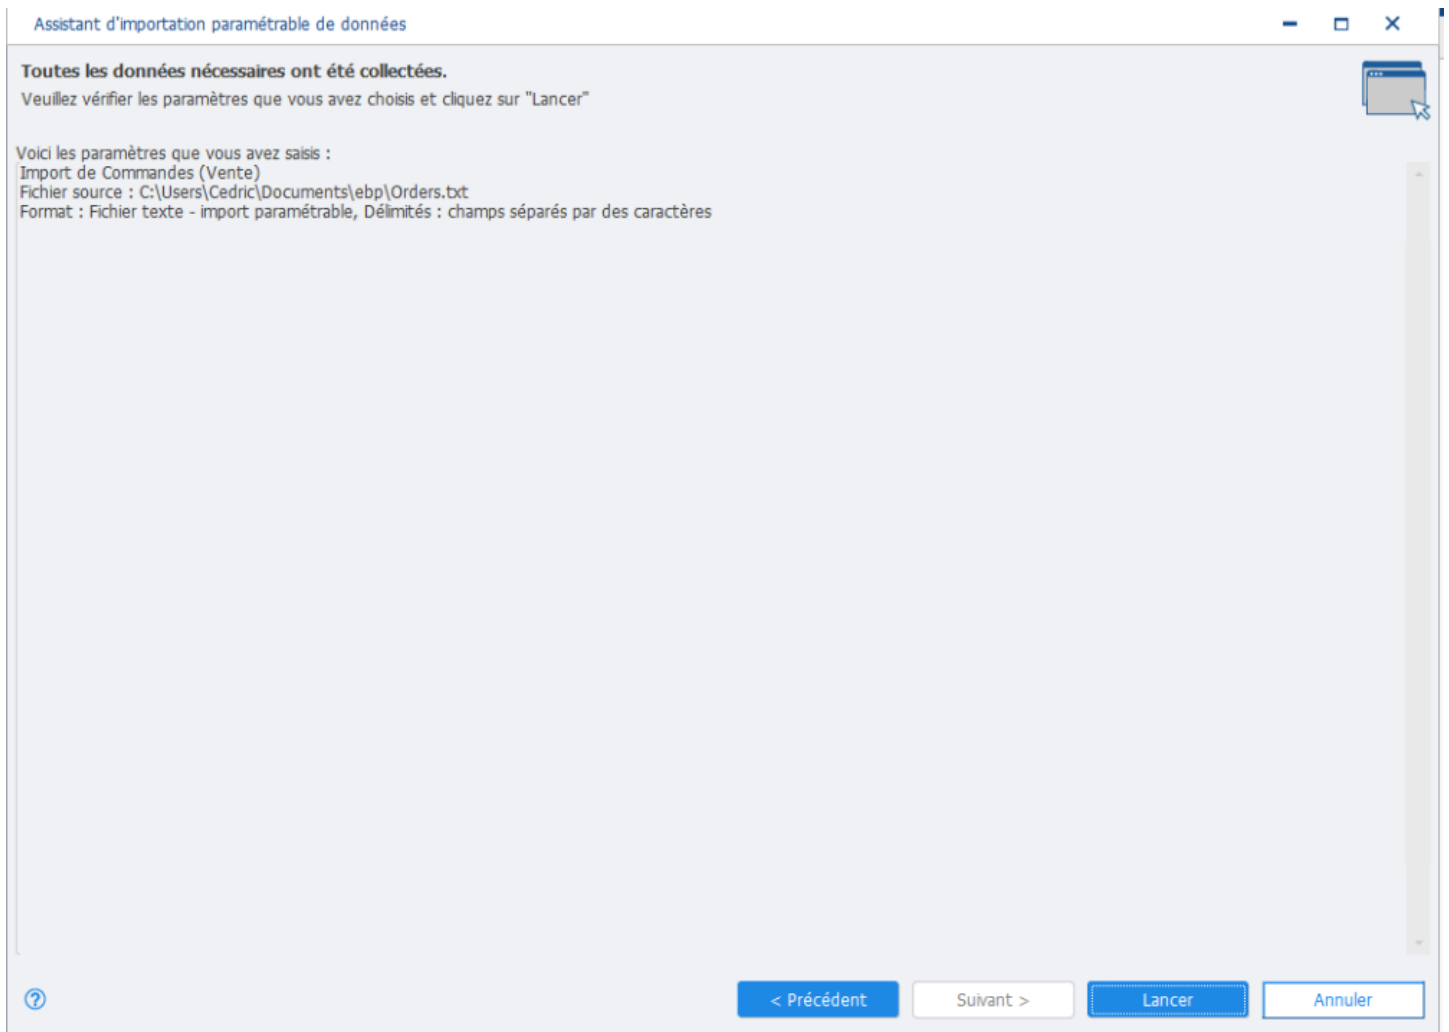 Assistant d'importation paramétrable de données
Toutes les données nécessaires ont été collectées.
Veuillez vérifier les paramètres que vous avez choisis et cliquez sur "Lancer"
Voici les paramètres que vous avez saisis :
Import de Commandes (Vente)
Fichier source : C:\Users\Cedric\Documents\ebp\Orders.txt
Format : Fichier texte - import paramétrable, Délimités : champs séparés par des caractères
? < Précédent Suivant > Lancer Annuler